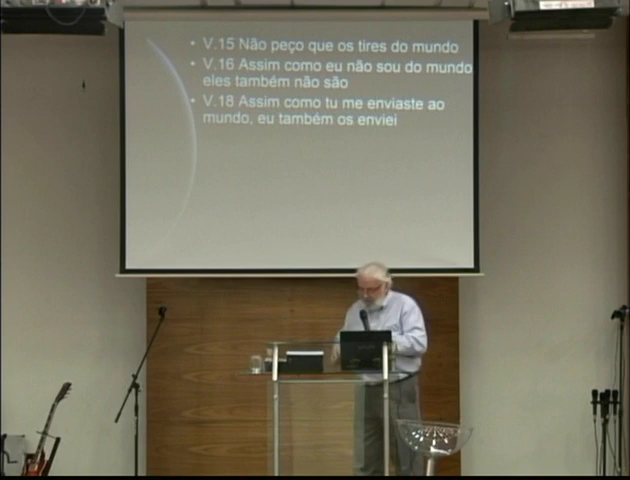 • V.15 Não peço que os tires do mundo
• V.16 Assim como eu não sou do mundo
eles também não são
• V.18 Assim como tu me enviaste ao
mundo, eu também os enviei